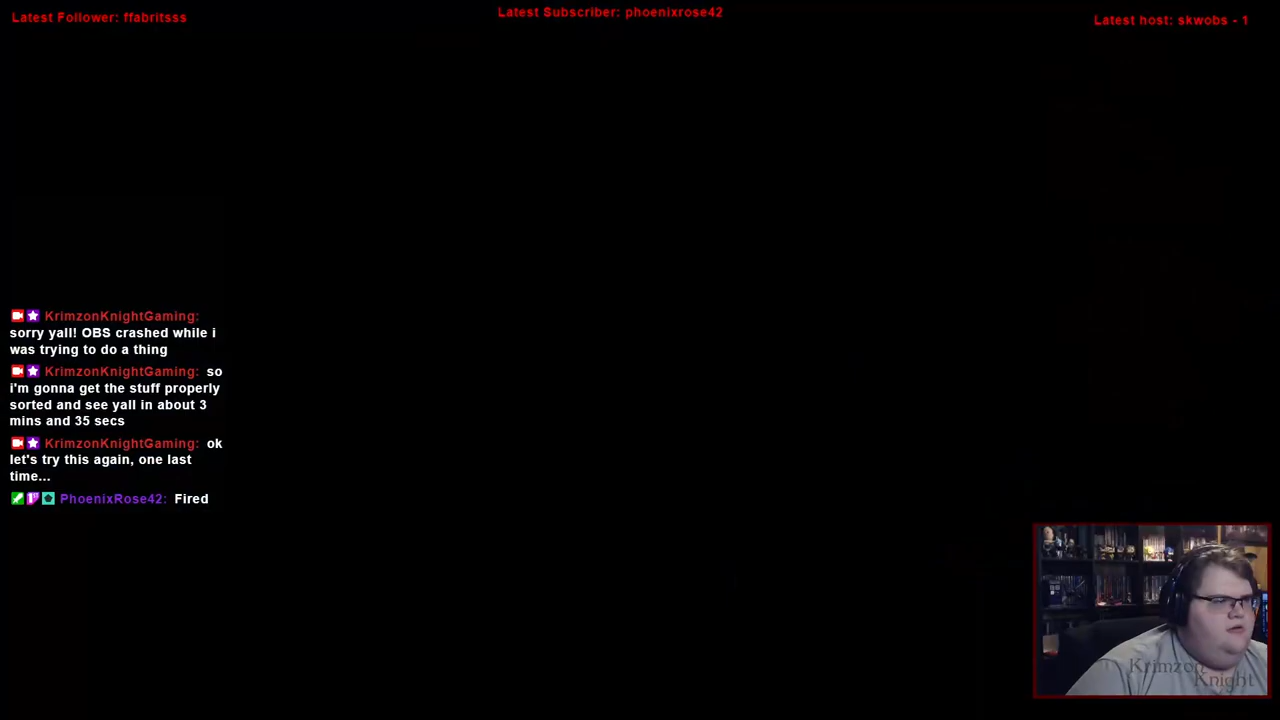 Latest Follower: ffabritsss
Latest Subscriber: phoenixrose42
Latest host: skwobs - 1
KrimzonKnightGaming:
sorry yall! OBS crashed while i
was trying to do a thing
KrimzonKnightGaming: so
i'm gonna get the stuff properly
sorted and see yall in about 3
mins and 35 secs
KrimzonKnightGaming: ok
let's try this again, one last
time...
PhoenixRose42: Fired
Krimzon
Knight